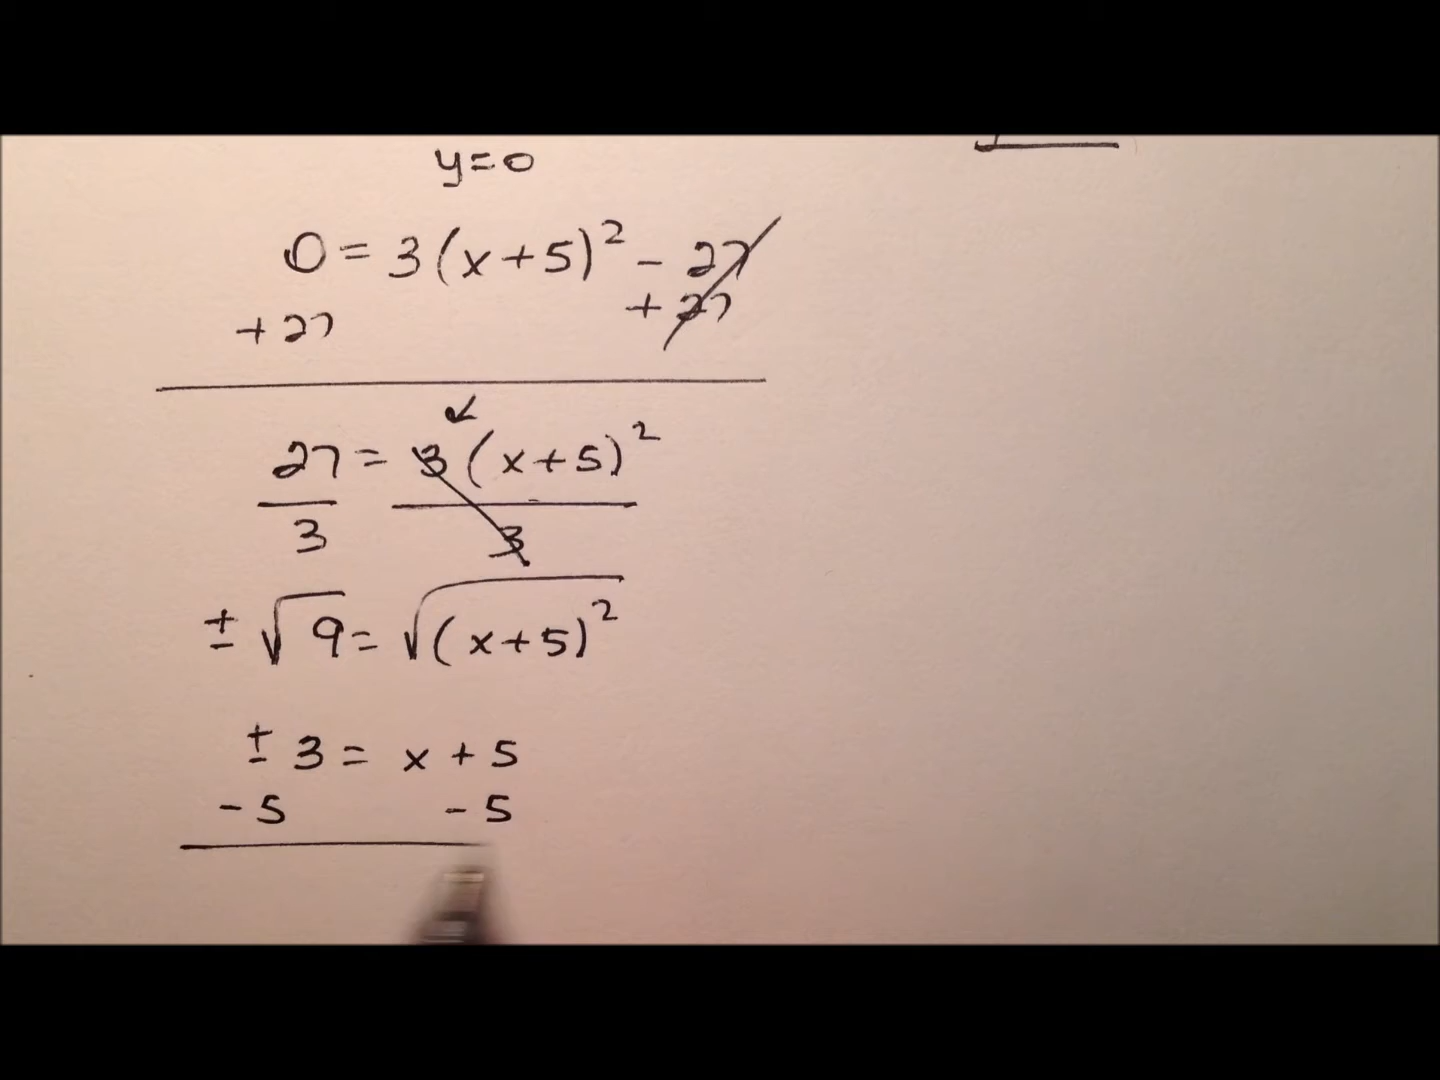 y=0
0 = 3(x+5)² - 27
+27 +27
27 = 3(x+5)²
3 3
± √9 = √(x+5)²
± 3 = x + 5
-5 -5